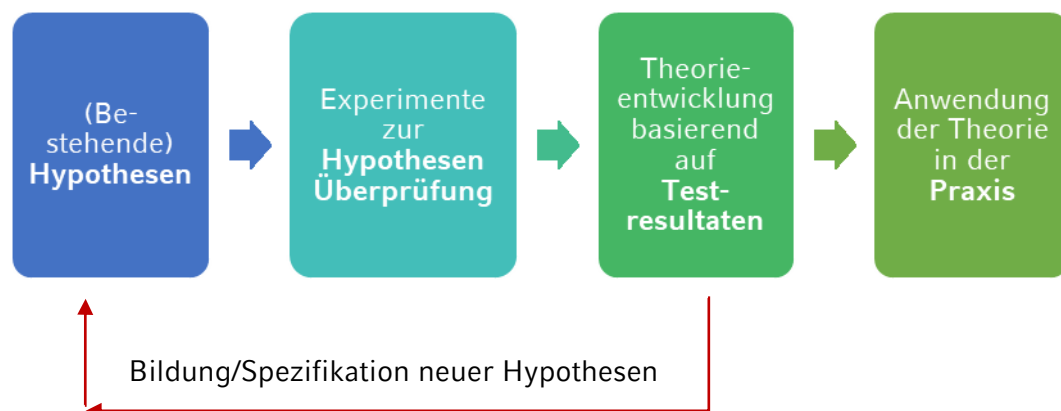 (Be-
stehende)
Hypothesen
Experimente
zur
Hypothesen
Überprüfung
Theorie-
entwicklung
basierend
auf
Test-
resultaten
Anwendung
der Theorie
in der
Praxis
Bildung/Spezifikation neuer Hypothesen